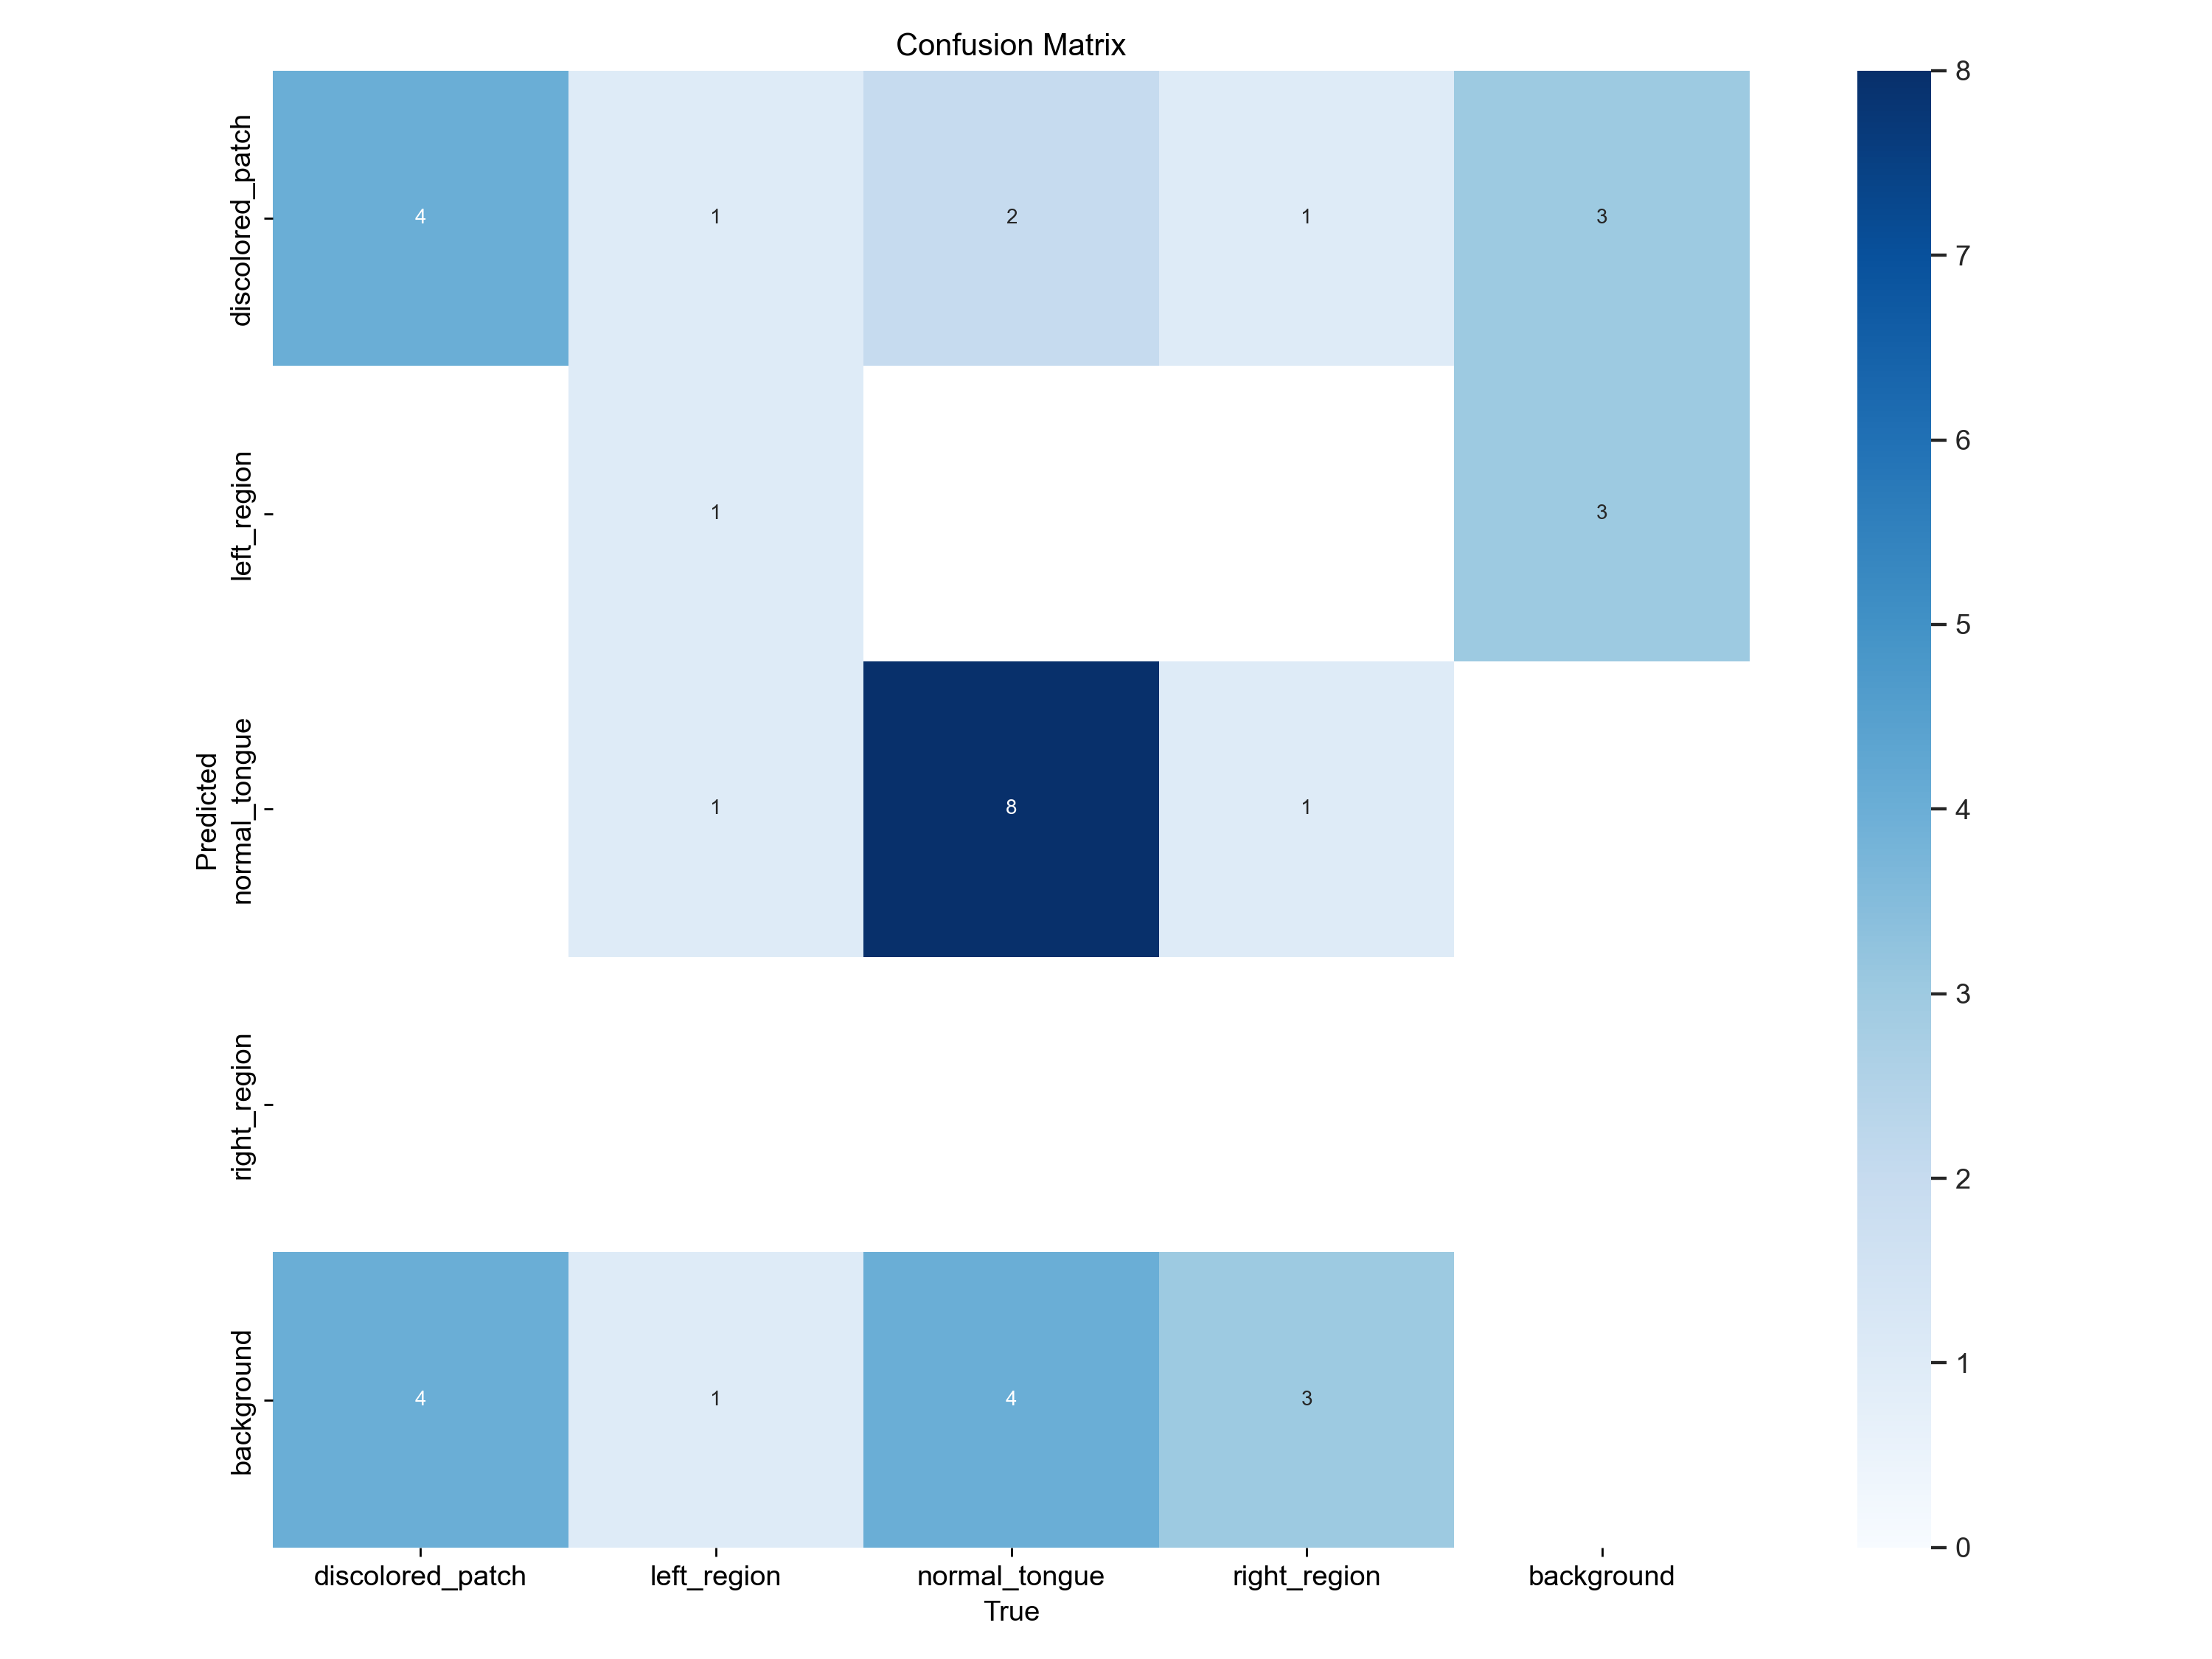 Confusion Matrix
discolored_patch
4
1
2
1
3
left_region
1
3
Predicted
normal_tongue
1
8
1
right_region
background
4
1
4
3
discolored_patch
left_region
normal_tongue
right_region
background
True
8
7
6
5
4
3
2
1
0